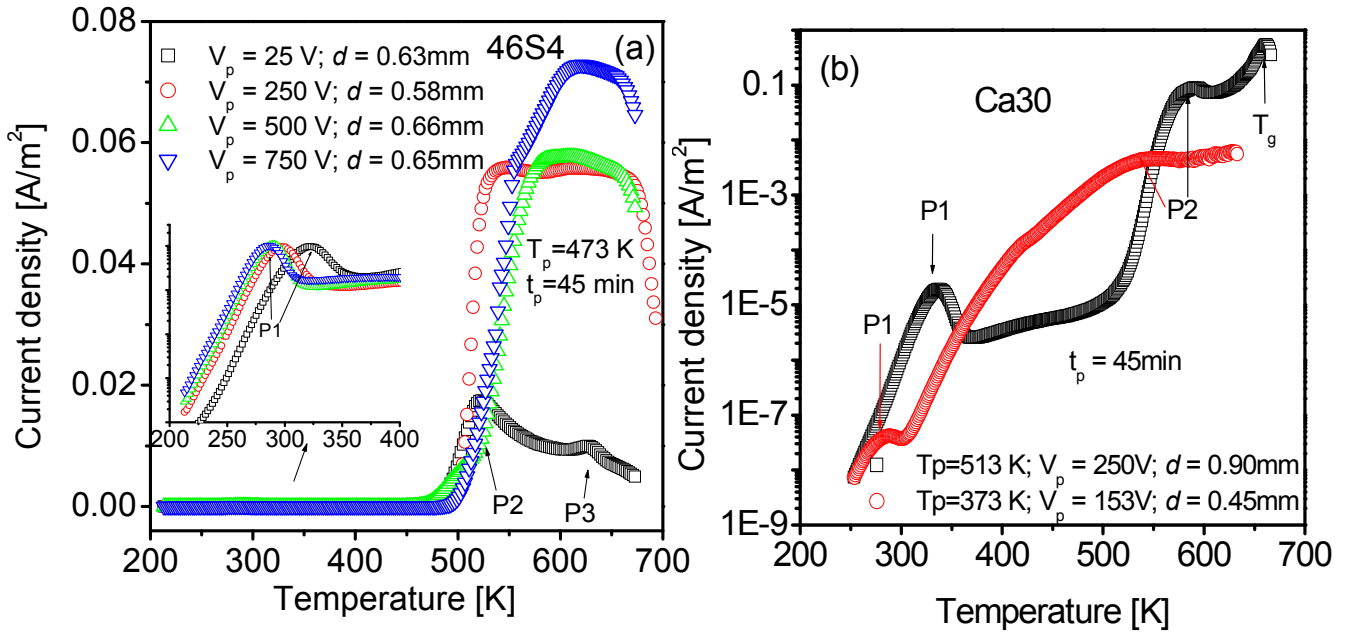 46S4
(a)
V_p = 25 V; d = 0.63mm
V_p = 250 V; d = 0.58mm
V_p = 500 V; d = 0.66mm
V_p = 750 V; d = 0.65mm
T_p=473 K
t_p=45 min
P1
P2
P3
0.08
0.06
0.04
0.02
0.00
200 250 300 350 400
200 300 400 500 600 700
Current density [A/m²]
Temperature [K]
(b)
Ca30
T_g
P1
P1
P2
t_p = 45min
Tp=513 K; V_p = 250V; d = 0.90mm
Tp=373 K; V_p = 153V; d = 0.45mm
0.1
1E-3
1E-5
1E-7
1E-9
200 300 400 500 600 700
Current density [A/m²]
Temperature [K]